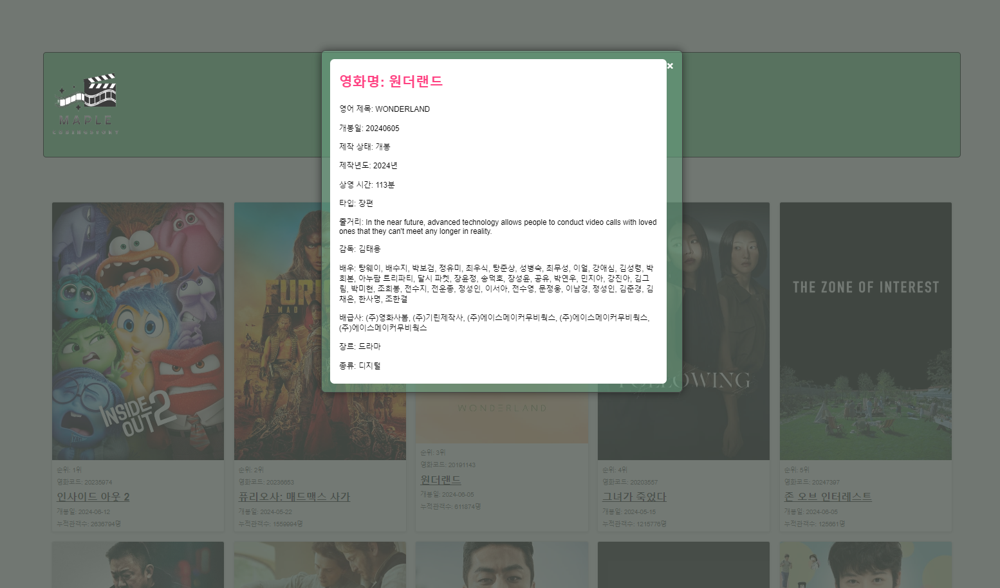 MAPLE
영화명: 원더랜드
×
영어 제목: WONDERLAND
개봉일: 20240605
제작 상태: 개봉
제작년도: 2024년
상영 시간: 113분
타입: 장편
줄거리: In the near future, advanced technology allows people to conduct video calls with loved
ones that they can't meet any longer in reality.
감독: 김태용
배우: 탕웨이, 배수지, 박보검, 정유미, 최우식, 탕준상, 성병숙, 최무성, 이얼, 강애심, 김성령, 박
희본, 아누팜 트리파티, 달시 파켓, 장윤정, 송덕호, 장성윤, 공유, 박연우, 민지아, 강진아, 김그
림, 박미현, 조희봉, 전수지, 전운종, 정성인, 이서아, 전수영, 문정웅, 이남경, 정성인, 김준경, 김
채은, 한사명, 조한결
배급사: (주)영화사봄, (주)기린제작사, (주)에이스메이커무비웍스, (주)에이스메이커무비웍스,
(주)에이스메이커무비웍스
장르: 드라마
종류: 디지털
INSIDE
OUT 2
FURI
A MAD M
WONDERLAND
FOLLOWING
THE ZONE OF INTEREST
순위: 1위
영화코드: 20235974
인사이드 아웃 2
개봉일: 2024-06-12
누적관객수: 2636794명
순위: 2위
영화코드: 20236653
퓨리오사: 매드맥스 사가
개봉일: 2024-05-22
누적관객수: 1559994명
순위: 3위
영화코드: 20191143
원더랜드
개봉일: 2024-06-05
누적관객수: 611874명
순위: 4위
영화코드: 20203557
그녀가 죽었다
개봉일: 2024-05-15
누적관객수: 1215776명
순위: 5위
영화코드: 20247397
존 오브 인터레스트
개봉일: 2024-06-05
누적관객수: 125661명